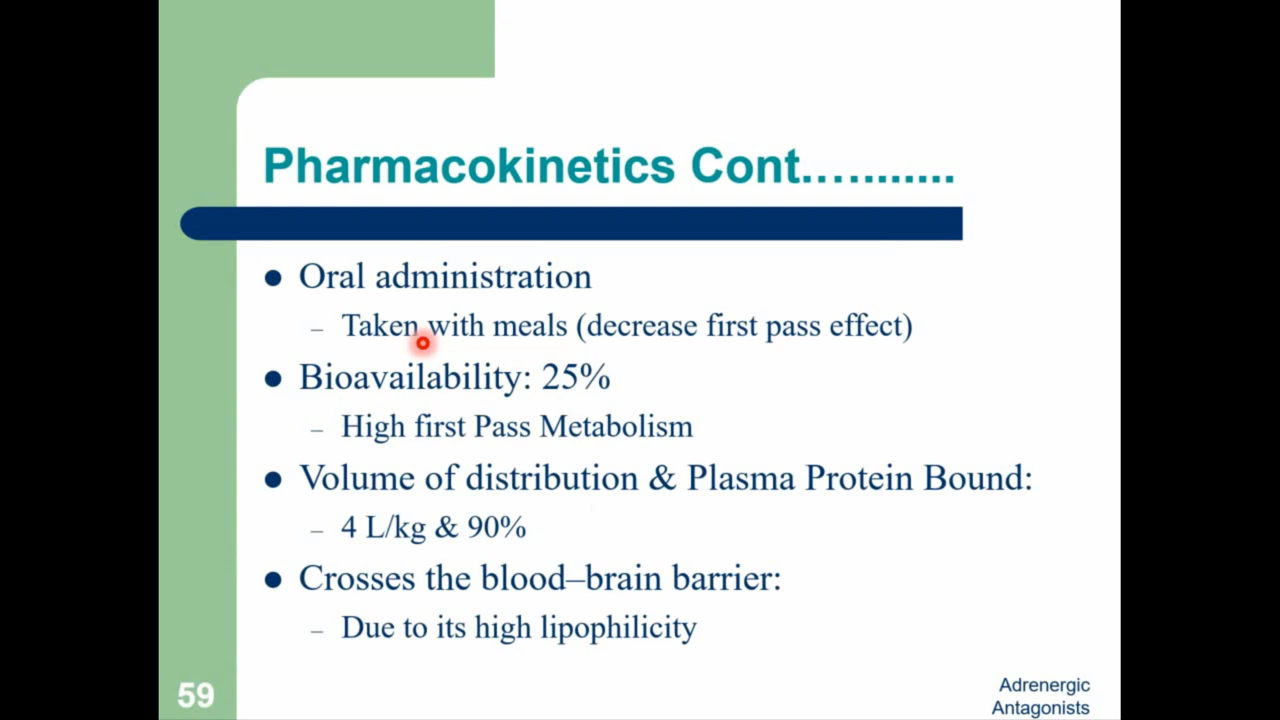 Pharmacokinetics Cont...........
● Oral administration
– Taken with meals (decrease first pass effect)
● Bioavailability: 25%
– High first Pass Metabolism
● Volume of distribution & Plasma Protein Bound:
– 4 L/kg & 90%
● Crosses the blood–brain barrier:
– Due to its high lipophilicity
59
Adrenergic
Antagonists